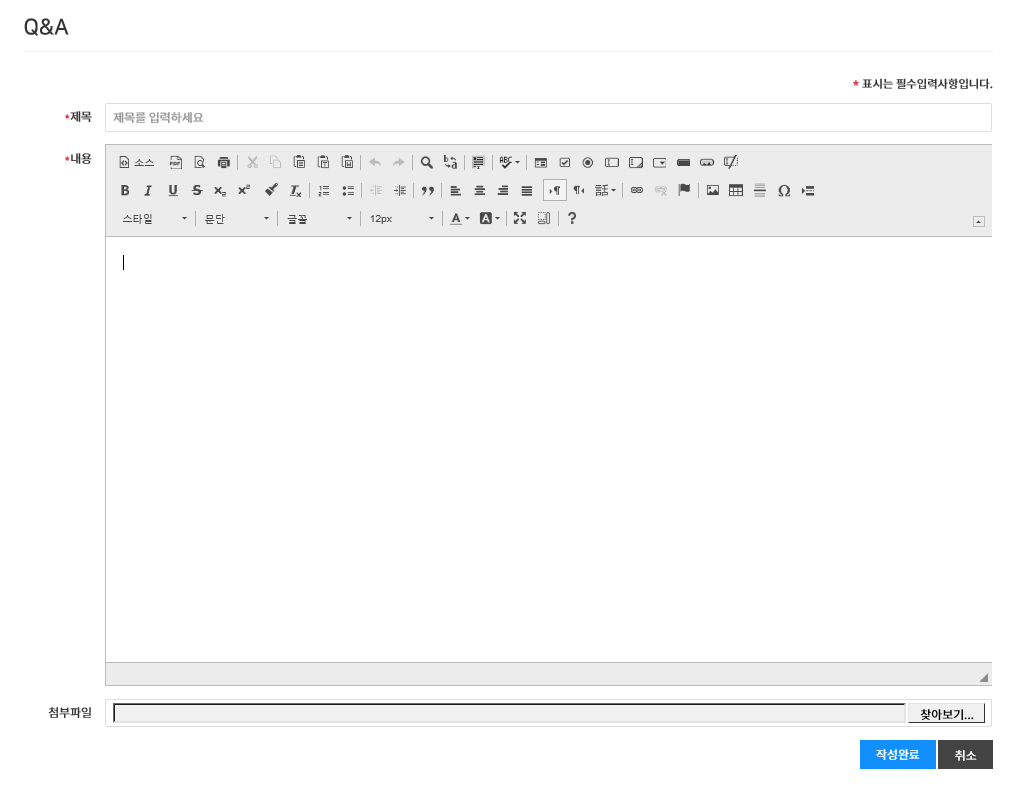 Q&A
* 표시는 필수입력사항입니다.
*제목 제목를 입력하세요
*내용
소스
스타일 문단 글꼴 12px
첨부파일 찾아보기...
작성완료 취소